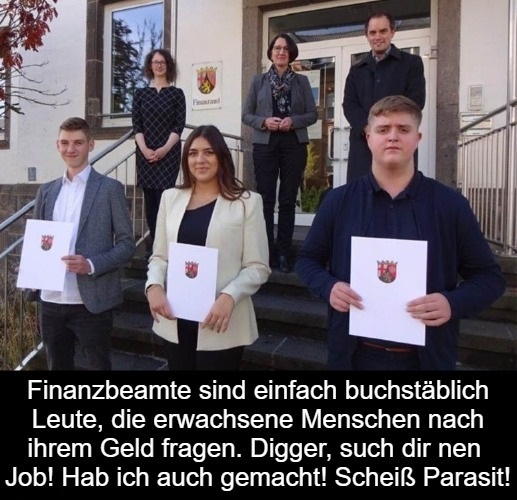 Finanzamt
Finanzbeamte sind einfach buchstäblich
Leute, die erwachsene Menschen nach
ihrem Geld fragen. Digger, such dir nen
Job! Hab ich auch gemacht! Scheiß Parasit!